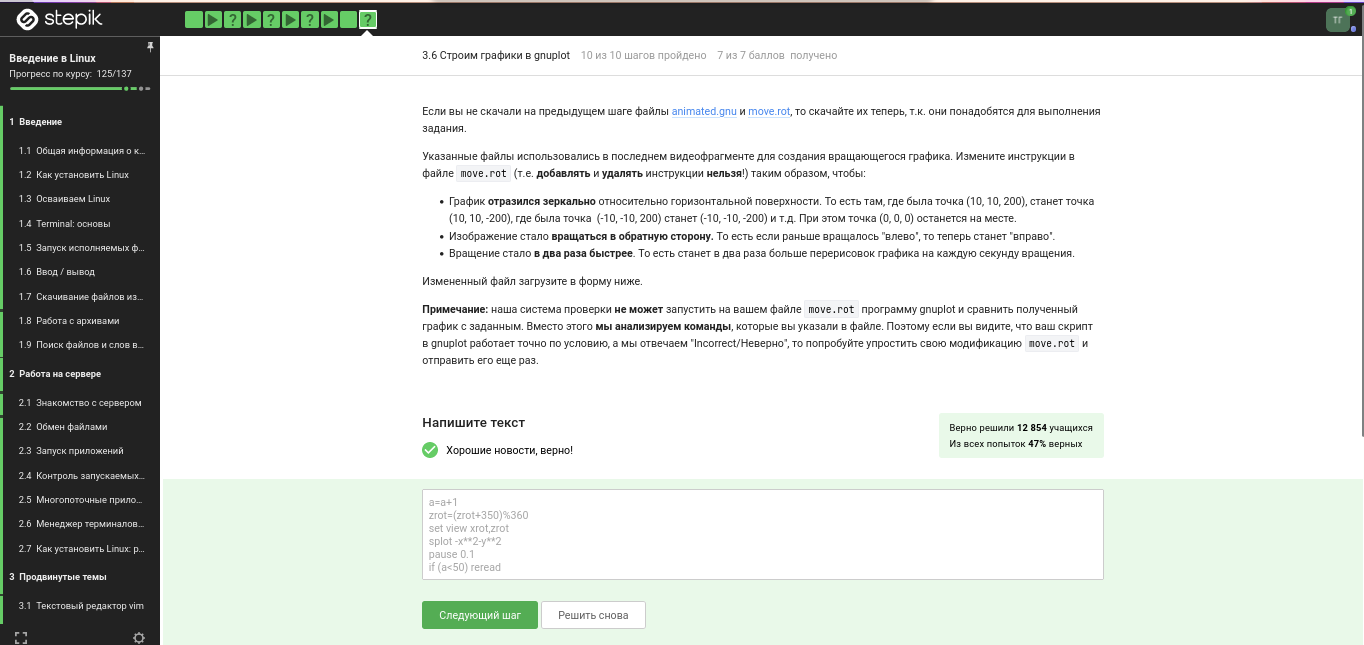 stepik
? ? ? ? ?
ТГ
1
Введение в Linux
Прогресс по курсу: 125/137
1 Введение
1.1 Общая информация о к...
1.2 Как установить Linux
1.3 Осваиваем Linux
1.4 Terminal: основы
1.5 Запуск исполняемых ф...
1.6 Ввод / вывод
1.7 Скачивание файлов из...
1.8 Работа с архивами
1.9 Поиск файлов и слов в...
2 Работа на сервере
2.1 Знакомство с сервером
2.2 Обмен файлами
2.3 Запуск приложений
2.4 Контроль запускаемых...
2.5 Многопоточные прило...
2.6 Менеджер терминалов...
2.7 Как установить Linux: р...
3 Продвинутые темы
3.1 Текстовый редактор vim
3.6 Строим графики в gnuplot 10 из 10 шагов пройдено 7 из 7 баллов получено
Если вы не скачали на предыдущем шаге файлы animated.gnu и move.rot, то скачайте их теперь, т.к. они понадобятся для выполнения
задания.
Указанные файлы использовались в последнем видеофрагменте для создания вращающегося графика. Измените инструкции в
файле move.rot (т.е. добавлять и удалять инструкции нельзя!) таким образом, чтобы:
• График отразился зеркально относительно горизонтальной поверхности. То есть там, где была точка (10, 10, 200), станет точка
(10, 10, -200), где была точка (-10, -10, 200) станет (-10, -10, -200) и т.д. При этом точка (0, 0, 0) останется на месте.
• Изображение стало вращаться в обратную сторону. То есть если раньше вращалось "влево", то теперь станет "вправо".
• Вращение стало в два раза быстрее. То есть станет в два раза больше перерисовок графика на каждую секунду вращения.
Измененный файл загрузите в форму ниже.
Примечание: наша система проверки не может запустить на вашем файле move.rot программу gnuplot и сравнить полученный
график с заданным. Вместо этого мы анализируем команды, которые вы указали в файле. Поэтому если вы видите, что ваш скрипт
в gnuplot работает точно по условию, а мы отвечаем "Incorrect/Неверно", то попробуйте упростить свою модификацию move.rot и
отправить его еще раз.
Напишите текст
Хорошие новости, верно!
Верно решили 12 854 учащихся
Из всех попыток 47% верных
a=a+1
zrot=(zrot+350)%360
set view xrot,zrot
splot -x**2-y**2
pause 0.1
if (a<50) reread
Следующий шаг
Решить снова